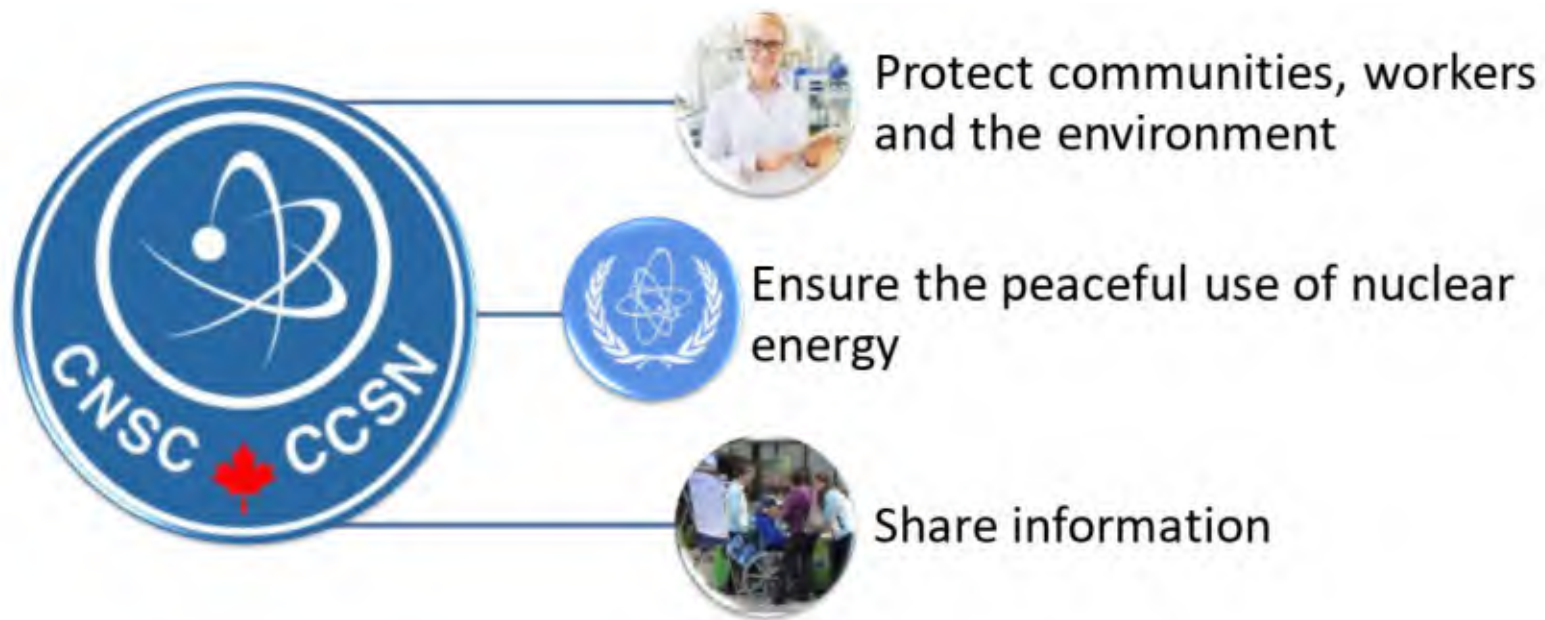 CNSC CCSN
Protect communities, workers
and the environment
Ensure the peaceful use of nuclear
energy
Share information